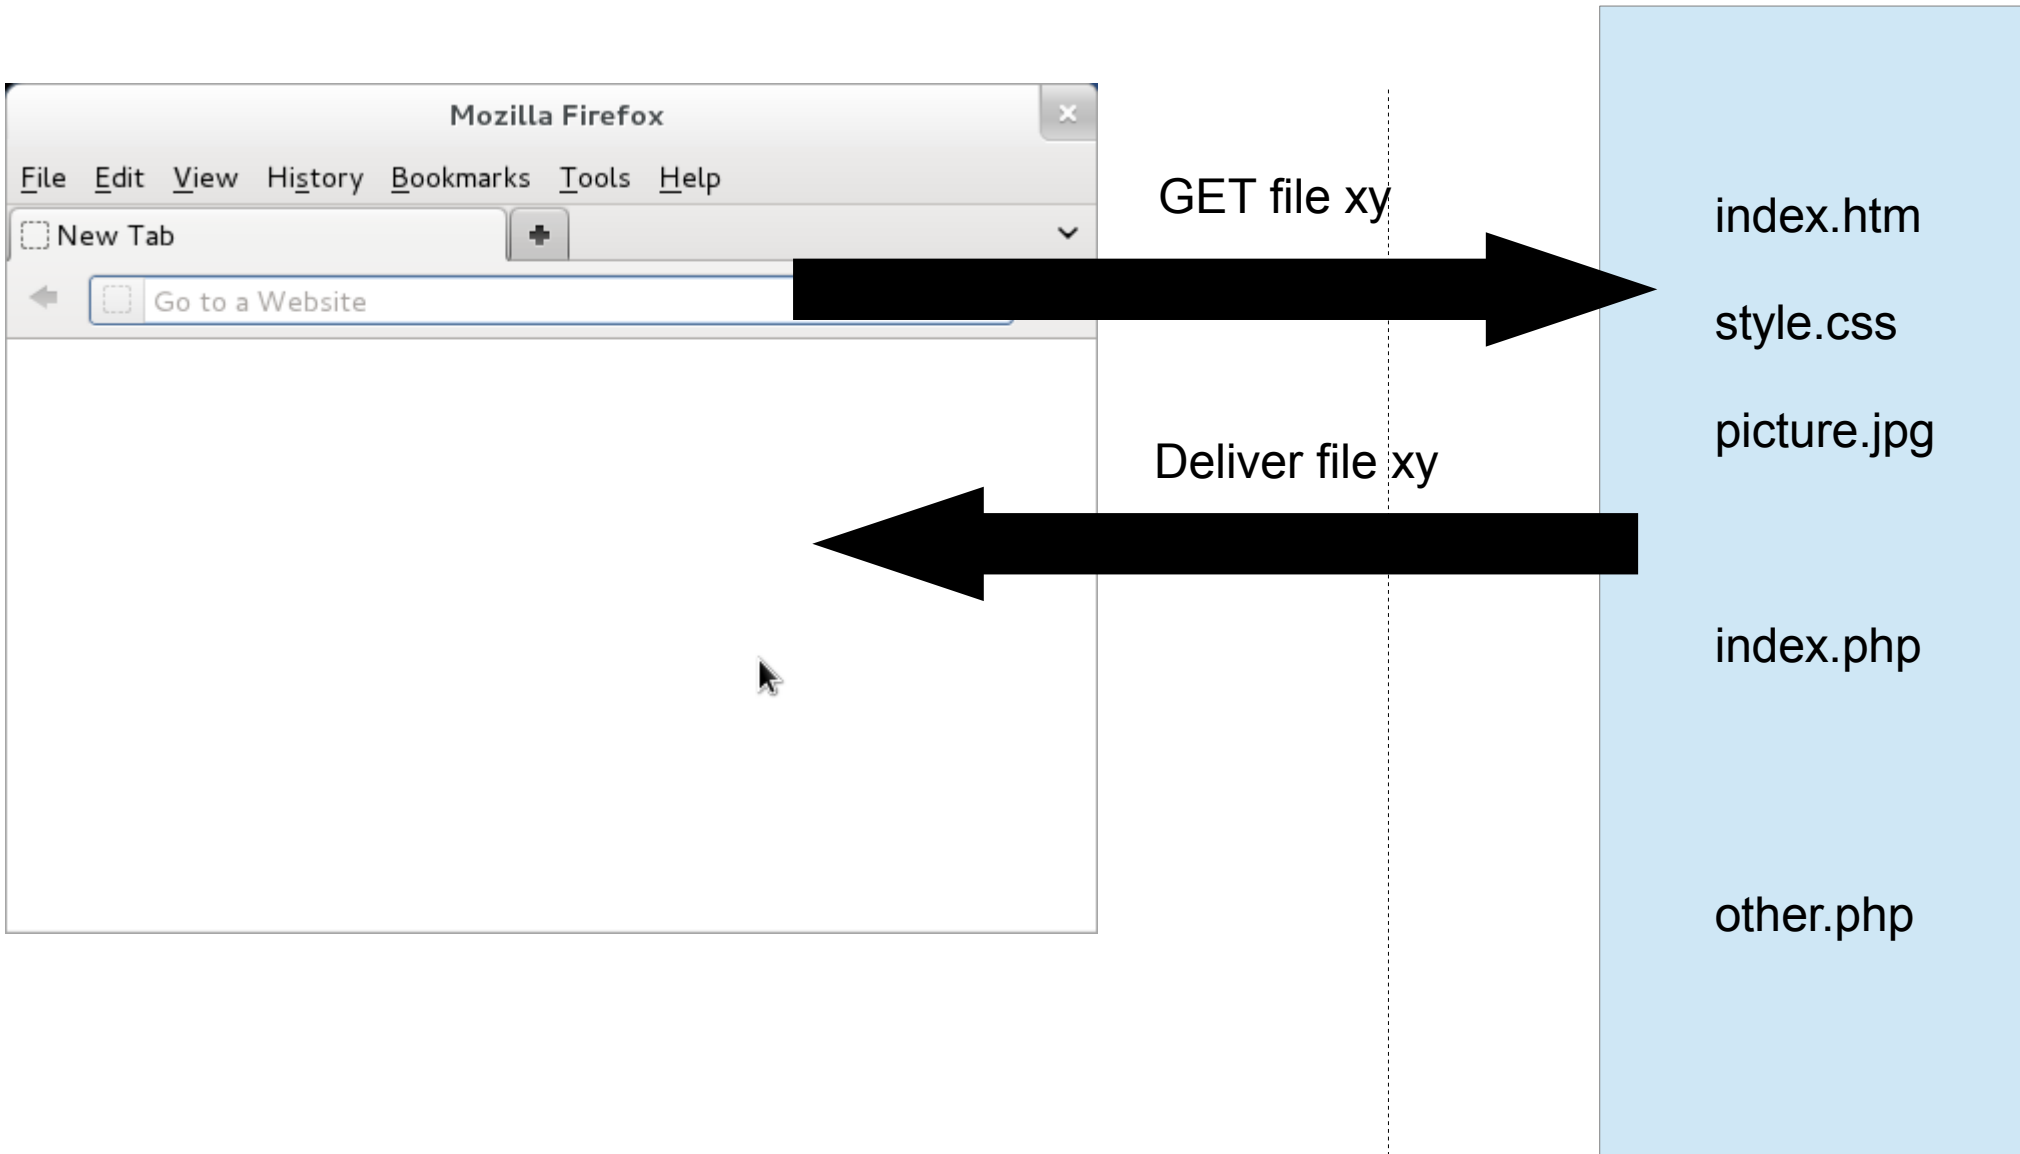 Mozilla Firefox
File Edit View History Bookmarks Tools Help
New Tab
Go to a Website
GET file xy
Deliver file xy
index.htm
style.css
picture.jpg
index.php
other.php